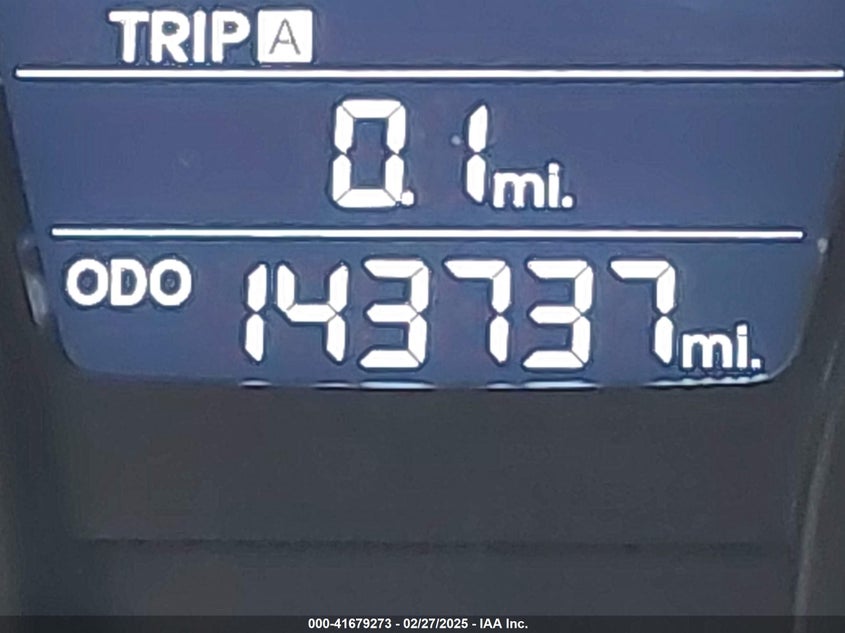 TRIP A
0.1 mi.
ODO 143737 mi.
000-41679273 - 02/27/2025 - IAA Inc.